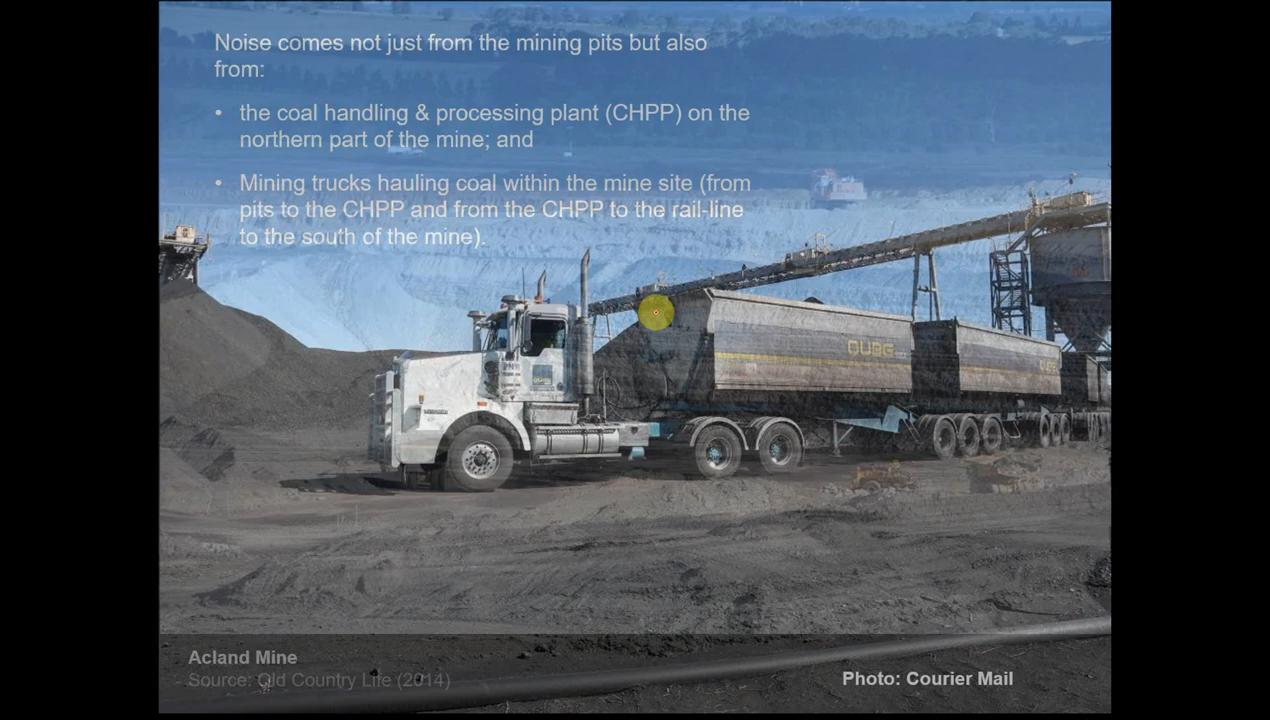 Noise comes not just from the mining pits but also
from:
• the coal handling & processing plant (CHPP) on the
northern part of the mine; and
• Mining trucks hauling coal within the mine site (from
pits to the CHPP and from the CHPP to the rail-line
to the south of the mine).
QUBE
Acland Mine
Source: Qld Country Life (2014)
Photo: Courier Mail